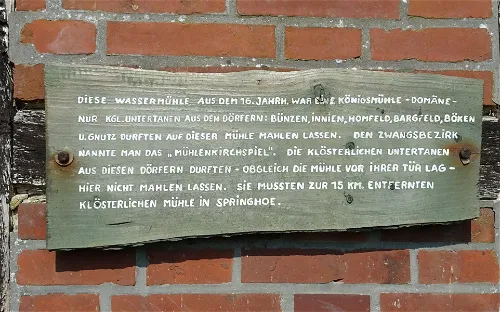 DIESE WASSERMÜHLE AUS DEM 16. JAHRH. WAR EINE KÖNIGSMÜHLE - DOMÄNE -
NUR KGL. UNTERTANEN AUS DEN DÖRFERN: BÜNZEN, INNIEN, HOMFELD, BARGFELD, BÖKEN
U. GNUTZ DURFTEN AUF DIESER MÜHLE MAHLEN LASSEN. DEN ZWANGSBEZIRK
NANNTE MAN DAS „MÜHLENKIRCHSPIEL". DIE KLÖSTERLICHEN UNTERTANEN
AUS DIESEN DÖRFERN DURFTEN - OBGLEICH DIE MÜHLE VOR IHRER TÜR LAG -
HIER NICHT MAHLEN LASSEN. SIE MUSSTEN ZUR 15 KM. ENTFERNTEN
KLÖSTERLICHEN MÜHLE IN SPRINGHOE.